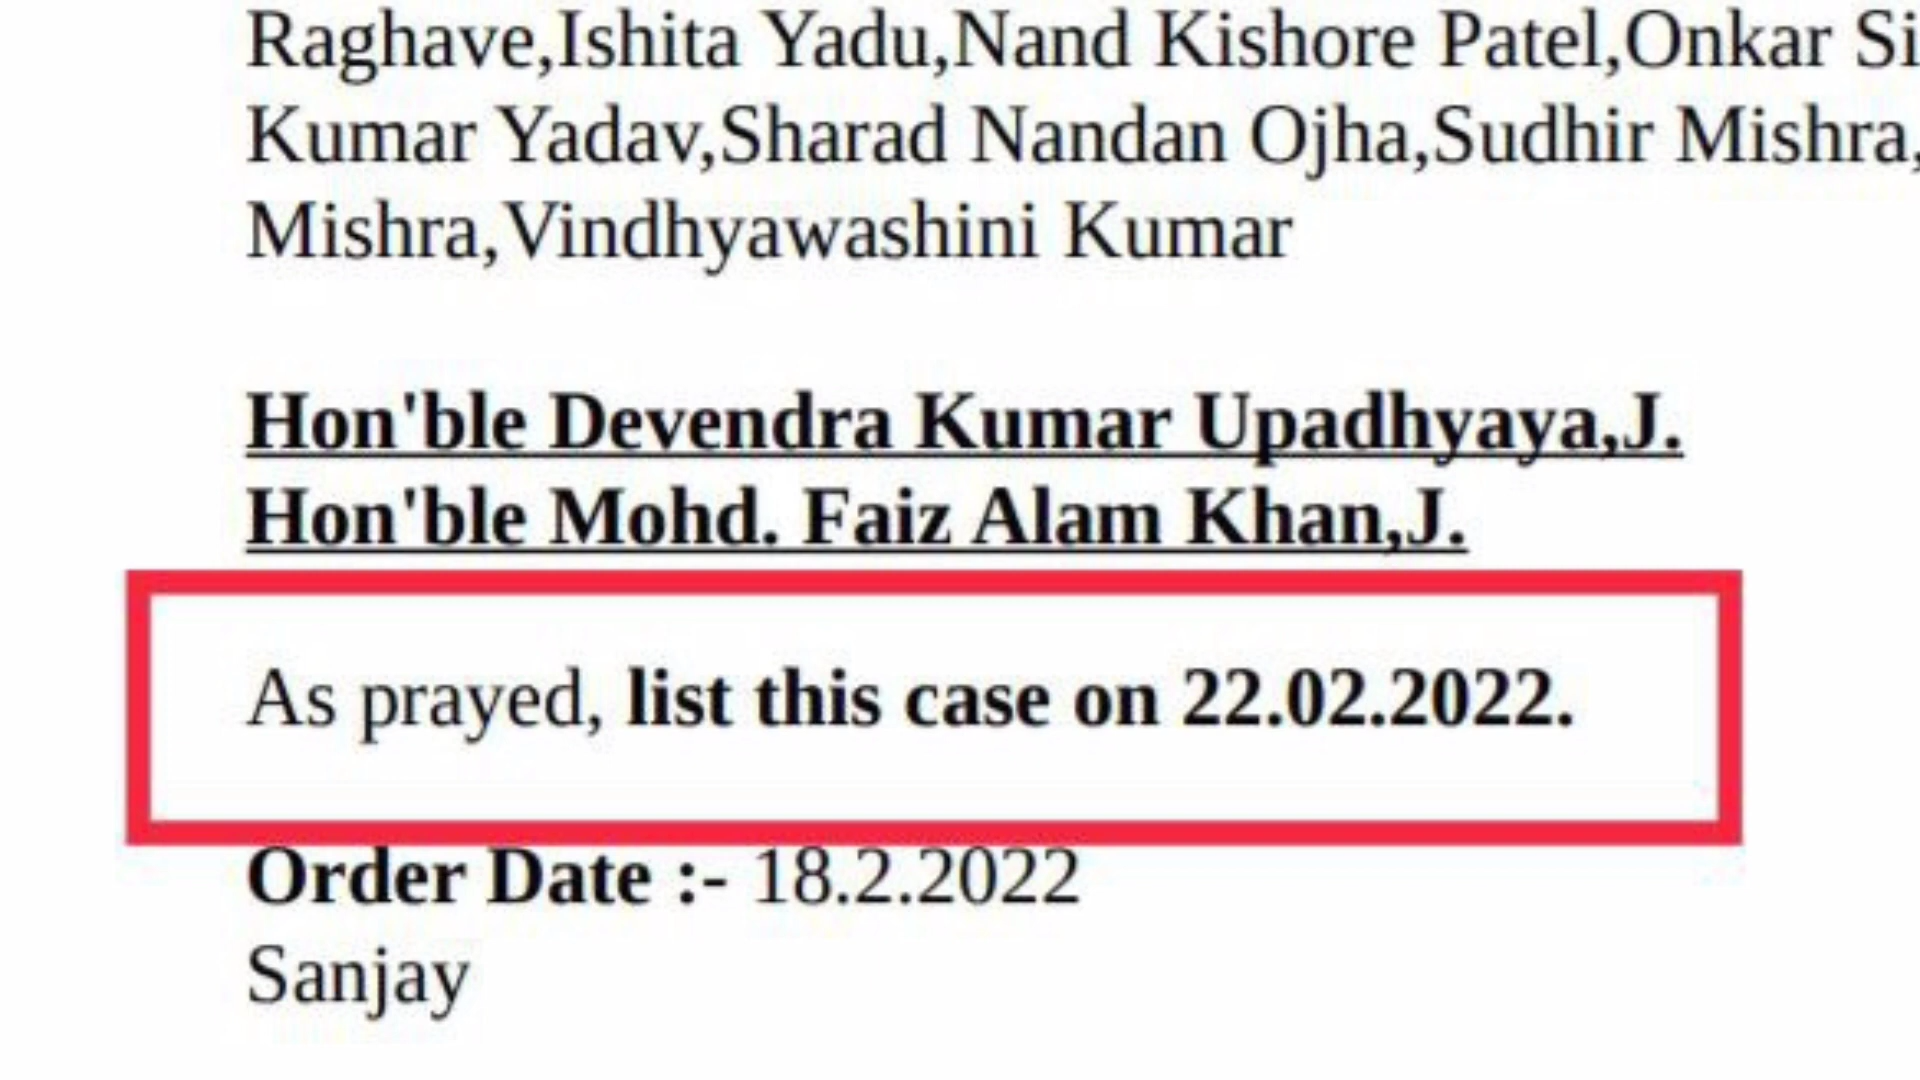 Raghave,Ishita Yadu,Nand Kishore Patel,Onkar Si
Kumar Yadav,Sharad Nandan Ojha,Sudhir Mishra,
Mishra,Vindhyawashini Kumar
Hon'ble Devendra Kumar Upadhyaya,J.
Hon'ble Mohd. Faiz Alam Khan,J.
As prayed, list this case on 22.02.2022.
Order Date :- 18.2.2022
Sanjay